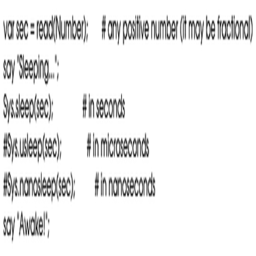 var sec = read(Number);    # any positive number (it may be fractional)
say "Sleeping...";
Sys.sleep(sec);          # in seconds
#Sys.usleep(sec);        # in microseconds
#Sys.nanosleep(sec);     # in nanoseconds
say "Awake!";